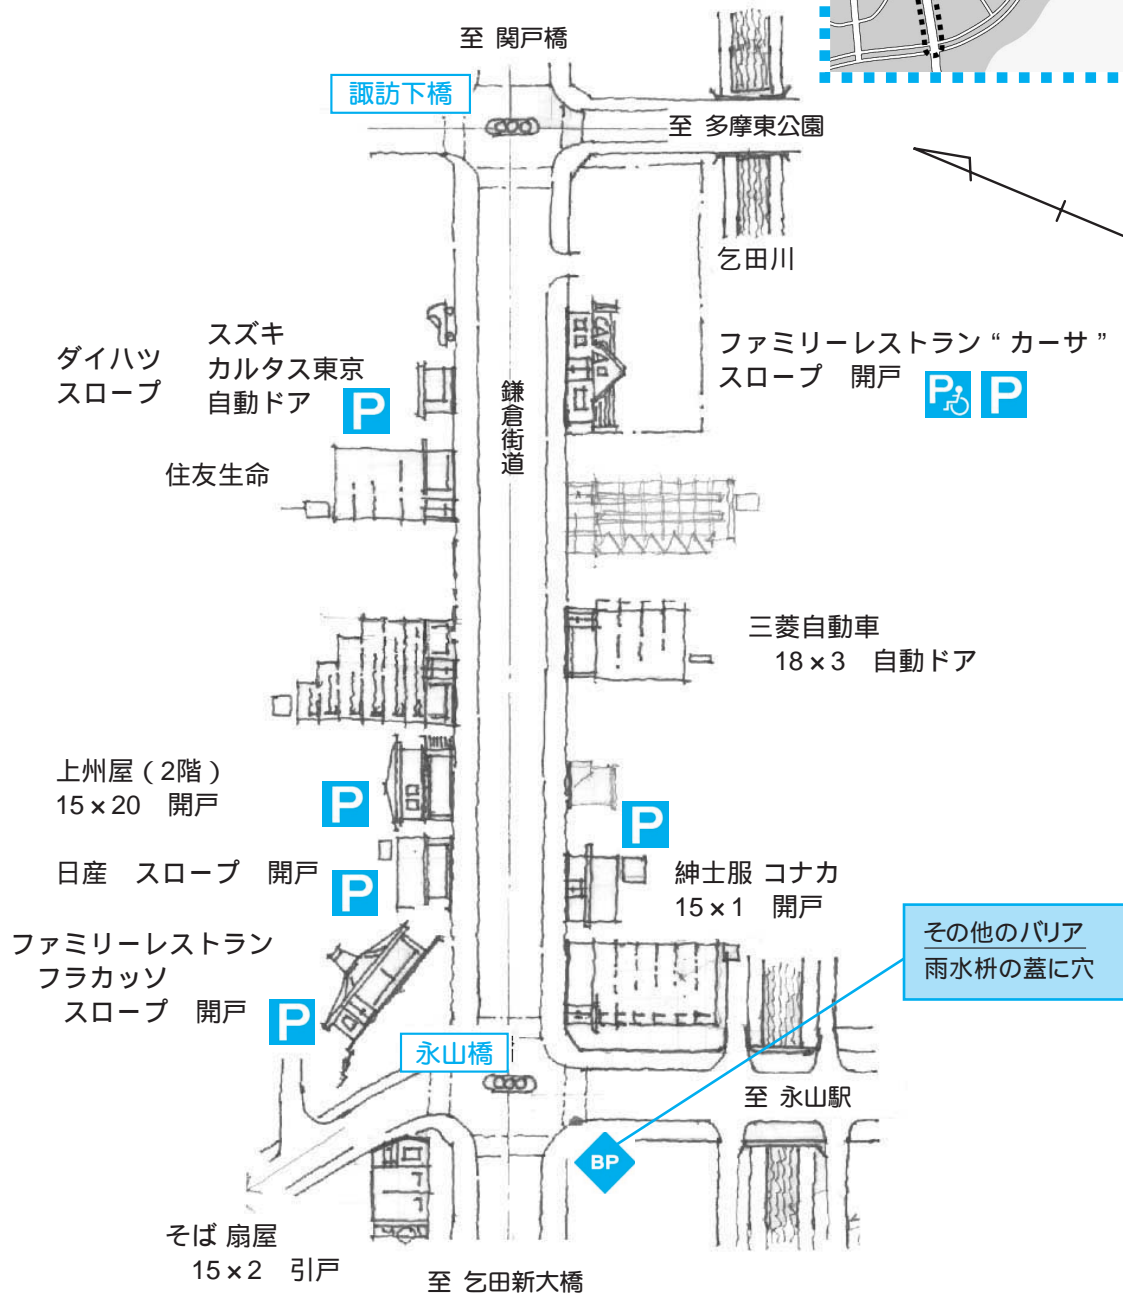 至 関戸橋
諏訪下橋
至 多摩東公園
乞田川
ダイハツ
スロープ
スズキ
カルタス東京
自動ドア
P
鎌倉街道
ファミリーレストラン “ カーサ ”
スロープ　開戸
P P
住友生命
三菱自動車
18×3　自動ドア
上州屋（2階）
15×20　開戸
P
P
日産　スロープ　開戸
P
紳士服 コナカ
15×1　開戸
ファミリーレストラン
フラカッソ
スロープ　開戸
P
その他のバリア
雨水枡の蓋に穴
永山橋
至 永山駅
BP
そば 扇屋
15×2　引戸
至 乞田新大橋